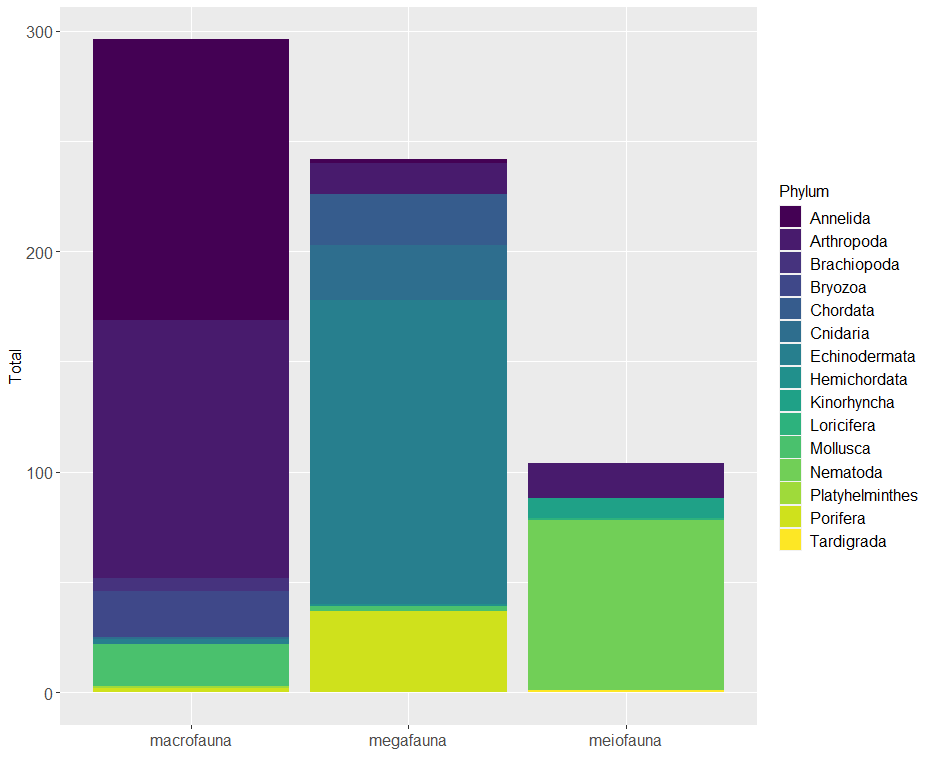 300
200
100
0
Total
macrofauna
megafauna
meiofauna
Phylum
Annelida
Arthropoda
Brachiopoda
Bryozoa
Chordata
Cnidaria
Echinodermata
Hemichordata
Kinorhyncha
Loricifera
Mollusca
Nematoda
Platyhelminthes
Porifera
Tardigrada